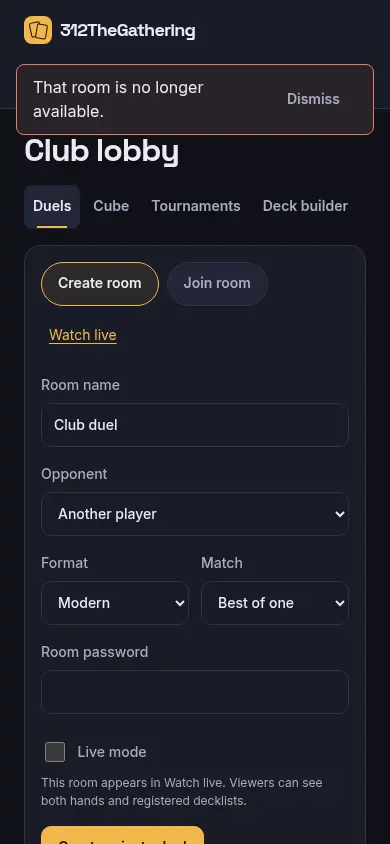 312TheGathering
That room is no longer
available.
Dismiss
Club lobby
Duels Cube Tournaments Deck builder
Create room Join room
Watch live
Room name
Club duel
Opponent
Another player
Format Match
Modern Best of one
Room password
Live mode
This room appears in Watch live. Viewers can see
both hands and registered decklists.